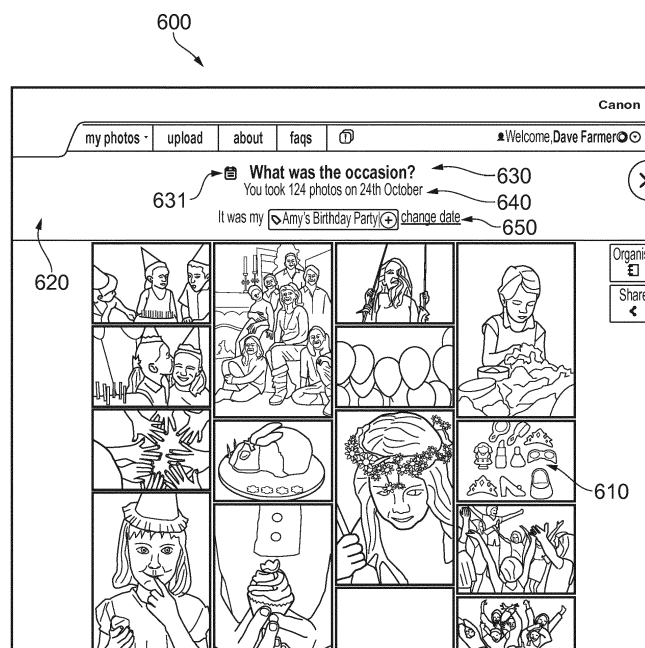 600
Canon
my photos upload about faqs Welcome, Dave Farmer
What was the occasion? 630
631 You took 124 photos on 24th October 640
It was my Amy's Birthday Party + change date 650
620
Share
610